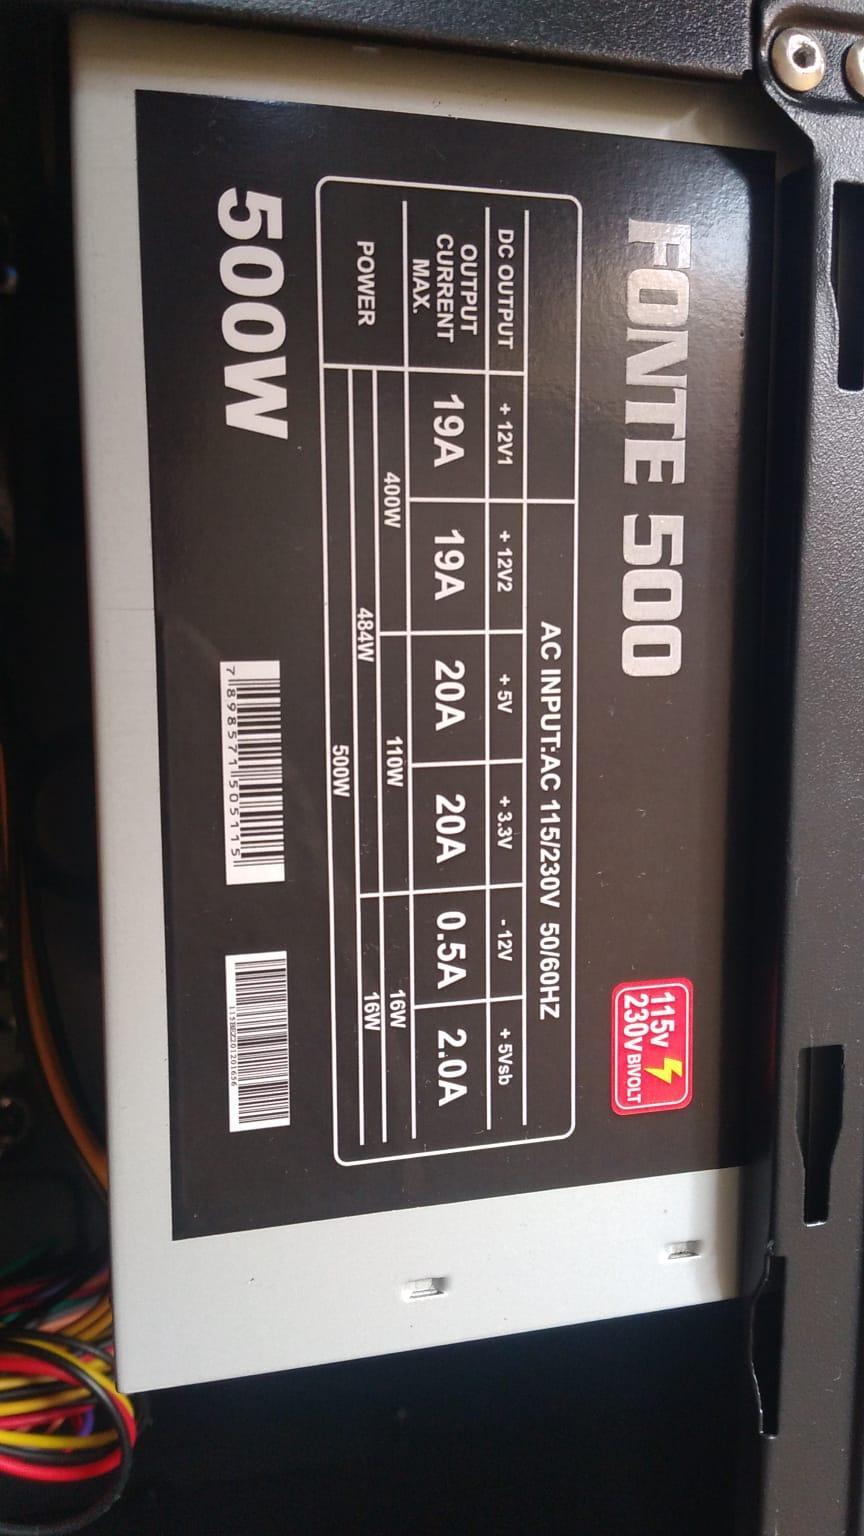 FONTE 500
115V
230V BIVOLT
AC INPUT:AC 115/230V 50/60HZ
DC OUTPUT +12V1 +12V2 +5V +3.3V -12V +5Vsb
OUTPUT
CURRENT
MAX.
19A 19A 20A 20A 0.5A 2.0A
POWER
400W 110W 16W
484W 16W
500W
500W
7898571505115